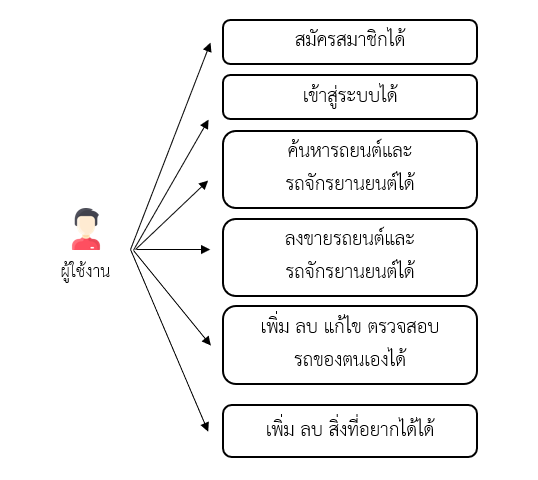 สมัครสมาชิกได้
เข้าสู่ระบบได้
ค้นหารถยนต์และ
รถจักรยานยนต์ได้
ผู้ใช้งาน
ลงขายรถยนต์และ
รถจักรยานยนต์ได้
เพิ่ม ลบ แก้ไข ตรวจสอบ
รถของตนเองได้
เพิ่ม ลบ สิ่งที่อยากได้ได้